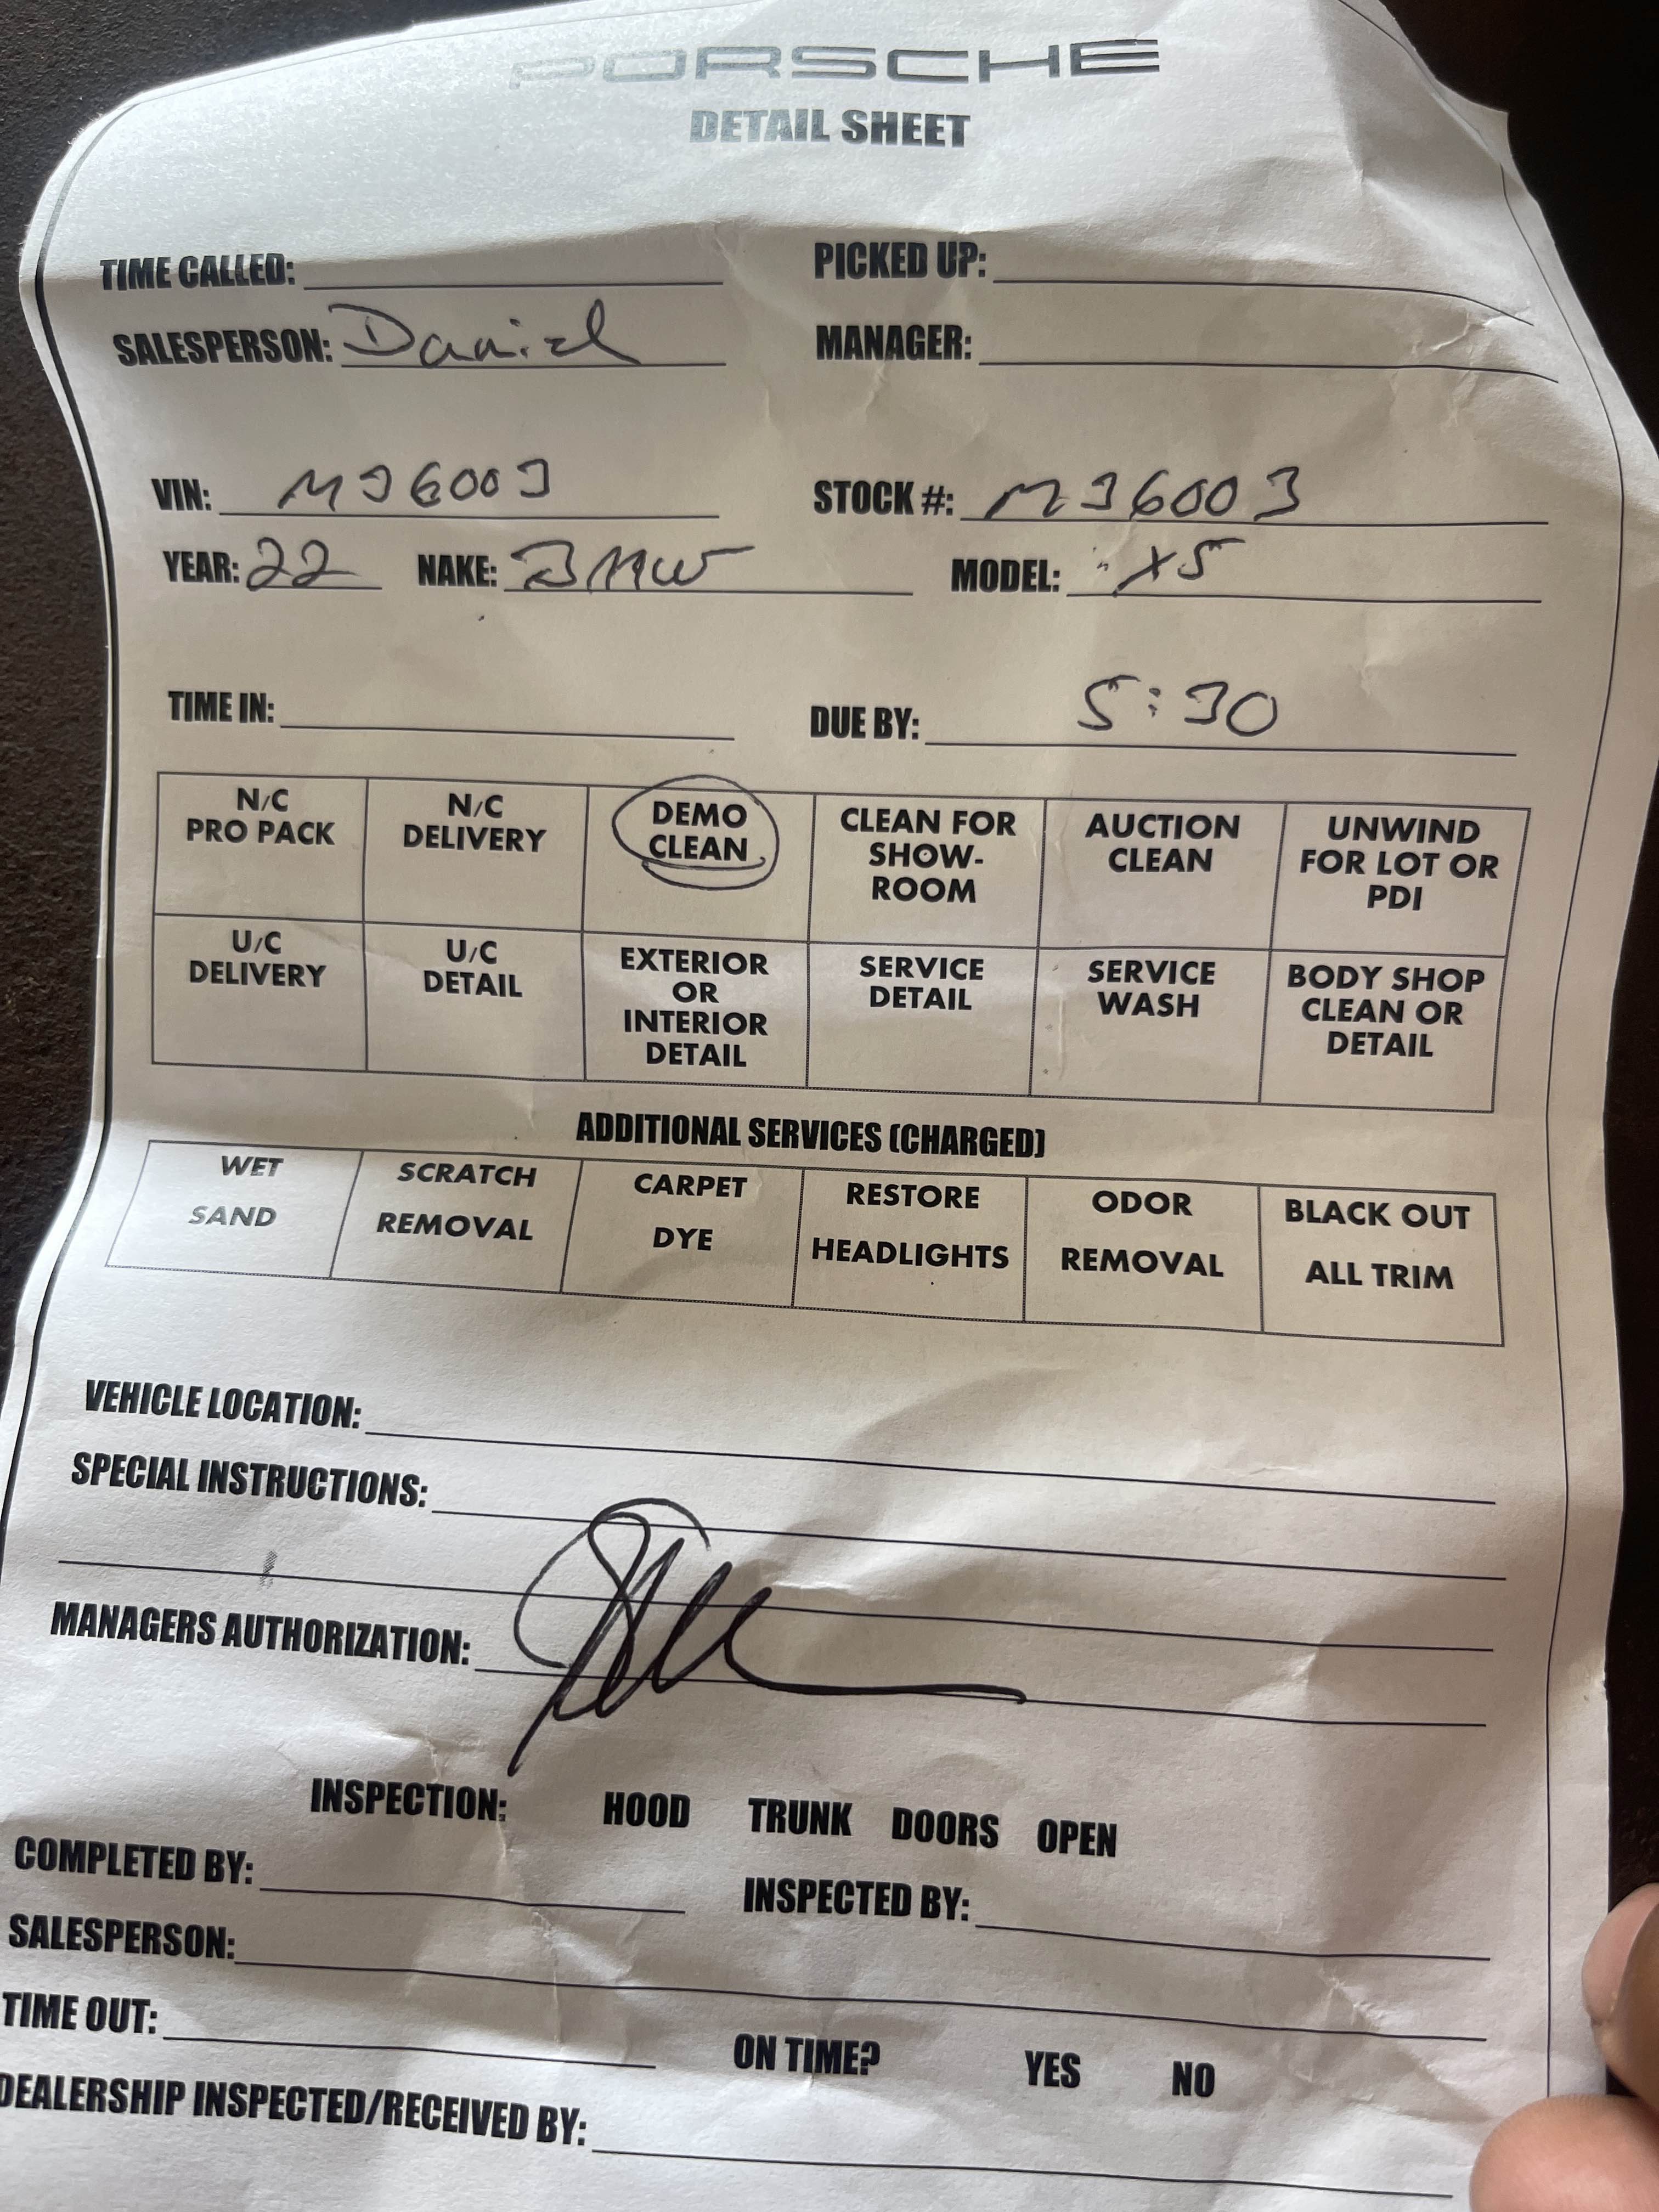 PORSCHE
DETAIL SHEET
TIME CALLED: PICKED UP:
SALESPERSON: Daniel MANAGER:
VIN: M36003 STOCK #: M36003
YEAR: 22 NAKE: BMW MODEL: X5
TIME IN: DUE BY: 5:30
N/C PRO PACK
N/C DELIVERY
DEMO CLEAN
CLEAN FOR SHOW-ROOM
AUCTION CLEAN
UNWIND FOR LOT OR PDI
U/C DELIVERY
U/C DETAIL
EXTERIOR OR INTERIOR DETAIL
SERVICE DETAIL
SERVICE WASH
BODY SHOP CLEAN OR DETAIL
ADDITIONAL SERVICES (CHARGED)
WET SAND
SCRATCH REMOVAL
CARPET DYE
RESTORE HEADLIGHTS
ODOR REMOVAL
BLACK OUT ALL TRIM
VEHICLE LOCATION:
SPECIAL INSTRUCTIONS:
MANAGERS AUTHORIZATION:
INSPECTION: HOOD TRUNK DOORS OPEN
COMPLETED BY: INSPECTED BY:
SALESPERSON:
TIME OUT: ON TIME? YES NO
DEALERSHIP INSPECTED/RECEIVED BY: